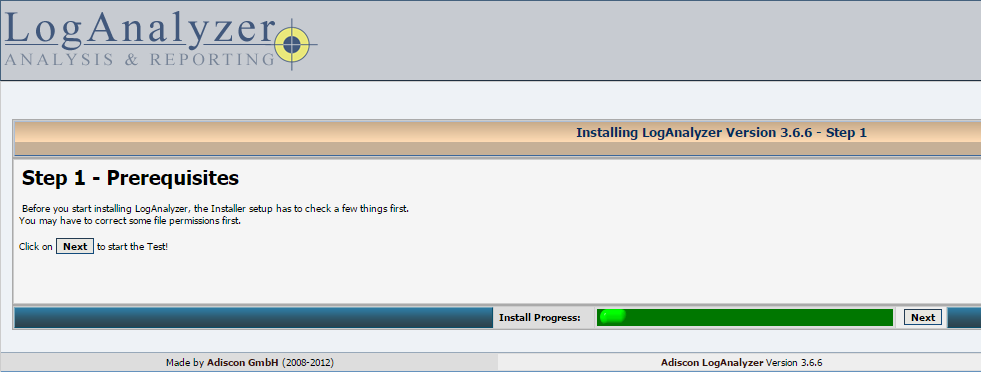 LogAnalyzer
ANALYSIS & REPORTING
Installing LogAnalyzer Version 3.6.6 - Step 1
Step 1 - Prerequisites
Before you start installing LogAnalyzer, the Installer setup has to check a few things first.
You may have to correct some file permissions first.
Click on Next to start the Test!
Install Progress: Next
Made by Adiscon GmbH (2008-2012) Adiscon LogAnalyzer Version 3.6.6